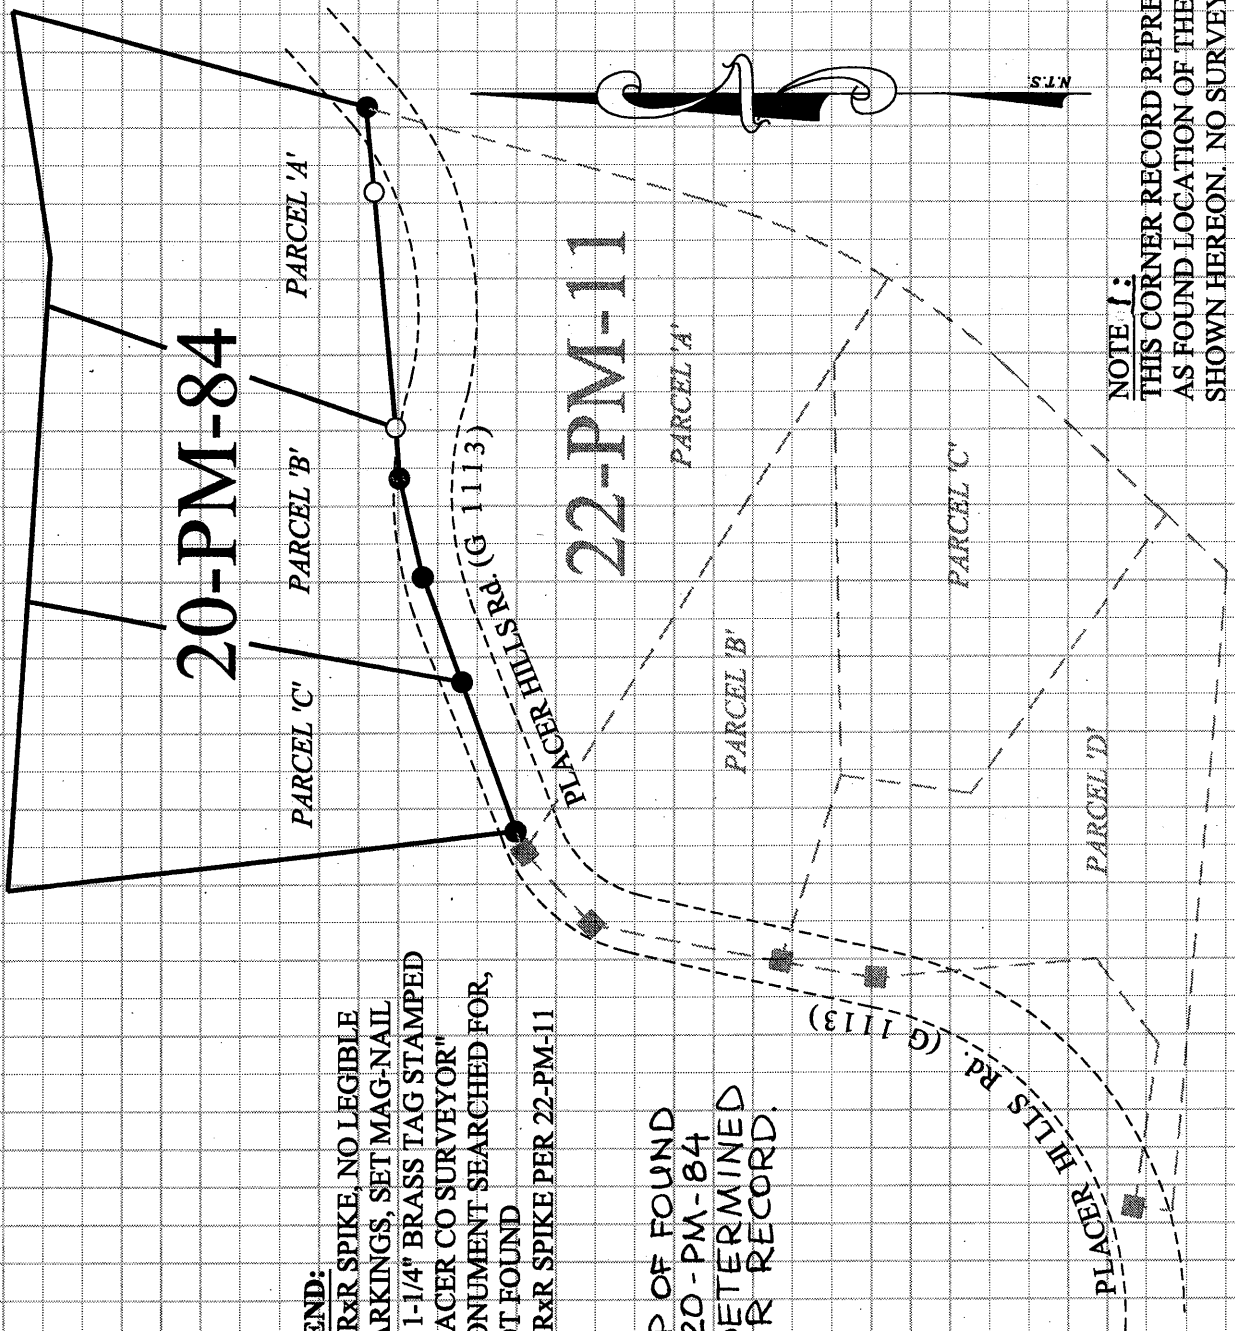 20-PM-84
PARCEL 'C'
PARCEL 'B'
PARCEL 'A'
PLACER HILLS Rd. (G 1113)
22-PM-11
PARCEL 'A'
PARCEL 'B'
PARCEL 'C'
PARCEL 'D'
PLACER HILLS Rd. (G 1113)
N.T.S.
END:
RxR SPIKE, NO LEGIBLE
ARKINGS, SET MAG-NAIL
1-1/4" BRASS TAG STAMPED
ACER CO SURVEYOR"
ONUMENT SEARCHED FOR,
OT FOUND
RxR SPIKE PER 22-PM-11
P OF FOUND
20-PM-84
DETERMINED
R RECORD.
NOTE 1:
THIS CORNER RECORD REPRE
AS FOUND LOCATION OF THE
SHOWN HEREON. NO SURVEY